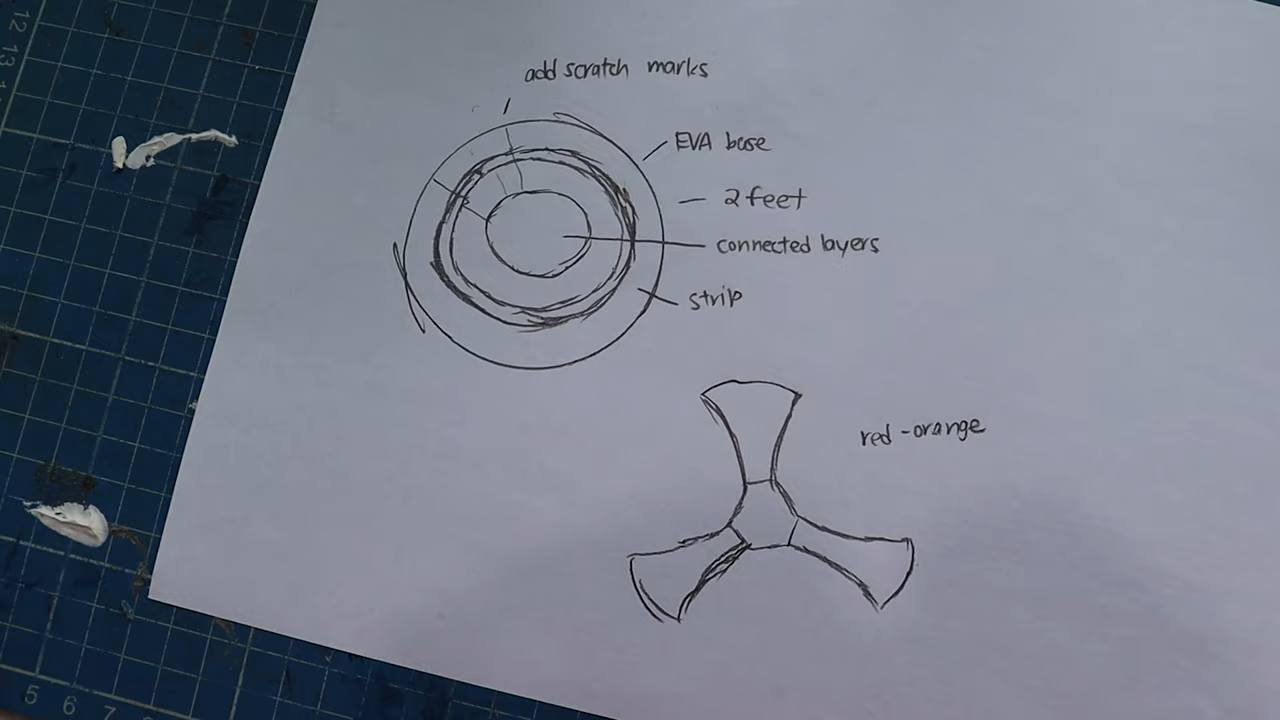 12
13
add scratch marks
EVA base
2 feet
connected layers
strip
red-orange
5 6 7